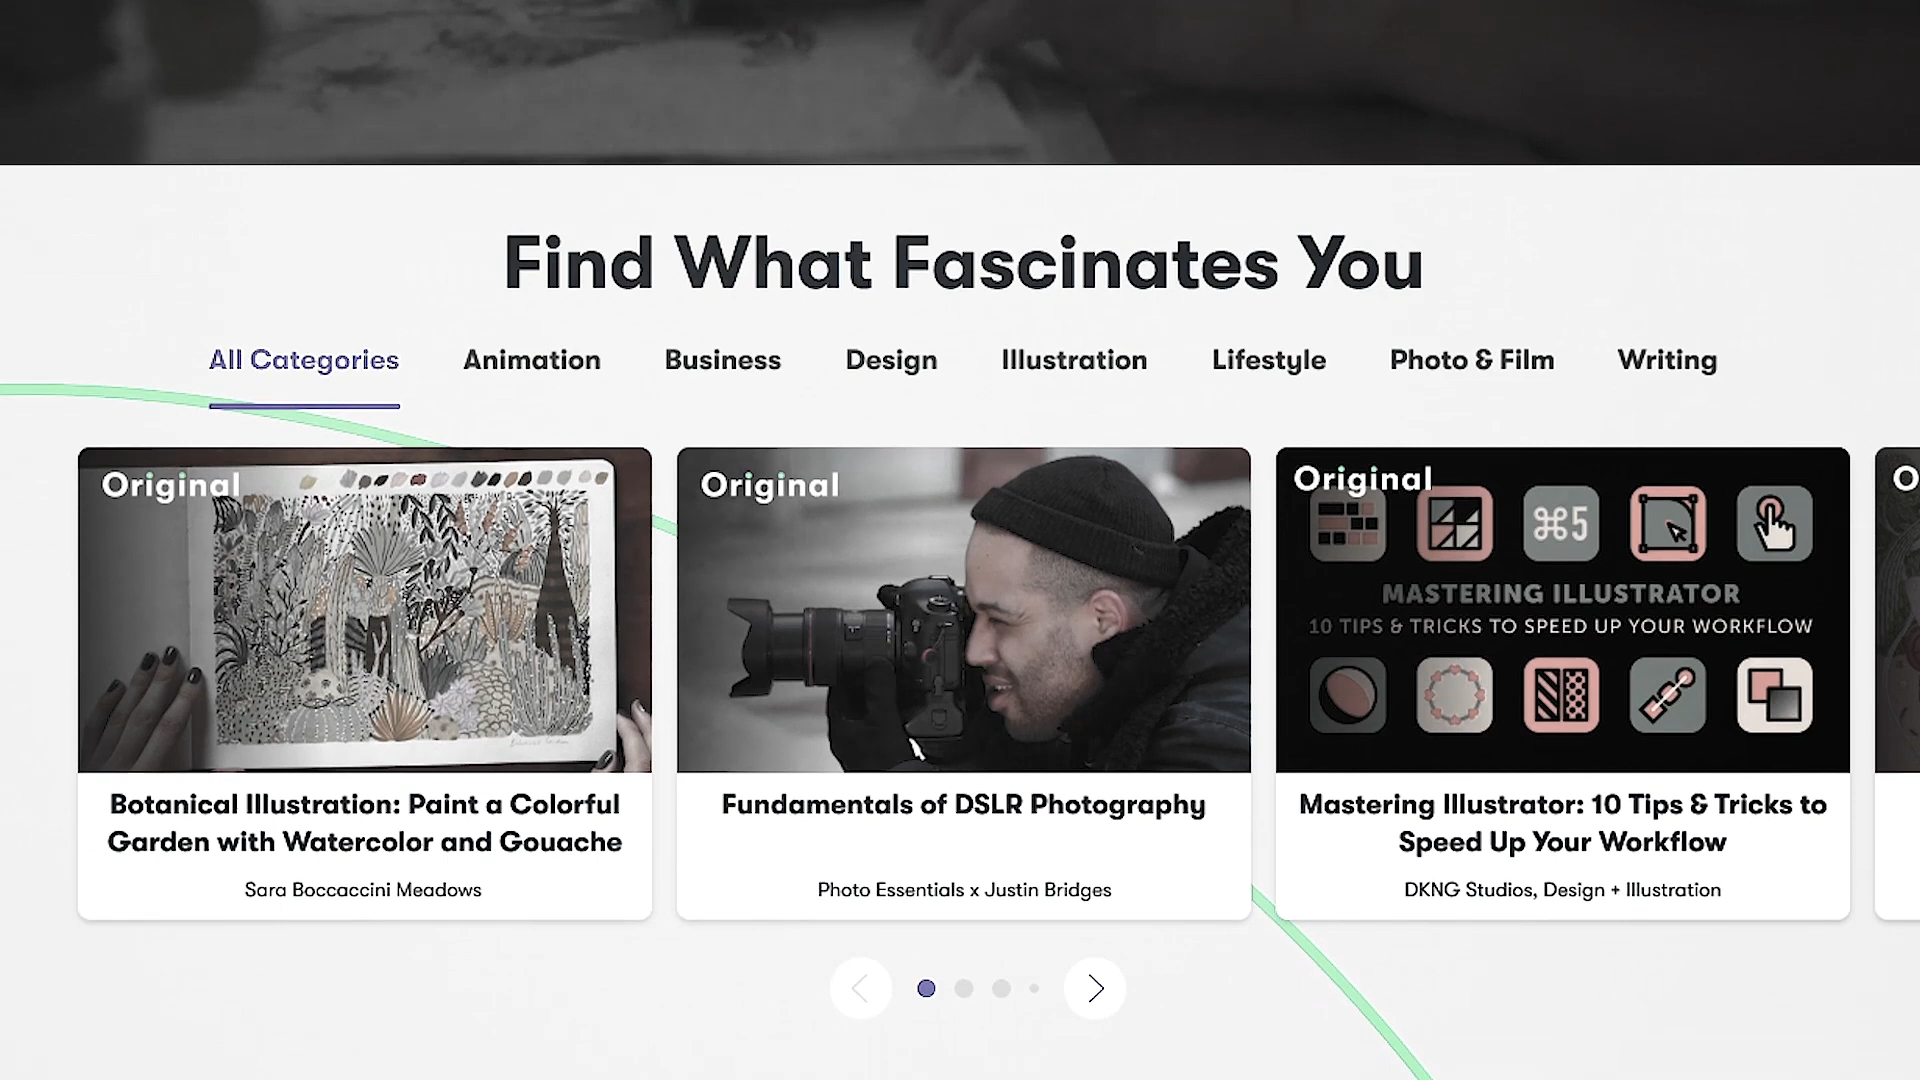 Find What Fascinates You
All Categories Animation Business Design Illustration Lifestyle Photo & Film Writing
Original
Botanical Illustration: Paint a Colorful
Garden with Watercolor and Gouache
Sara Boccaccini Meadows
Original
Fundamentals of DSLR Photography
Photo Essentials x Justin Bridges
Original
⌘5
MASTERING ILLUSTRATOR
10 TIPS & TRICKS TO SPEED UP YOUR WORKFLOW
Mastering Illustrator: 10 Tips & Tricks to
Speed Up Your Workflow
DKNG Studios, Design + Illustration